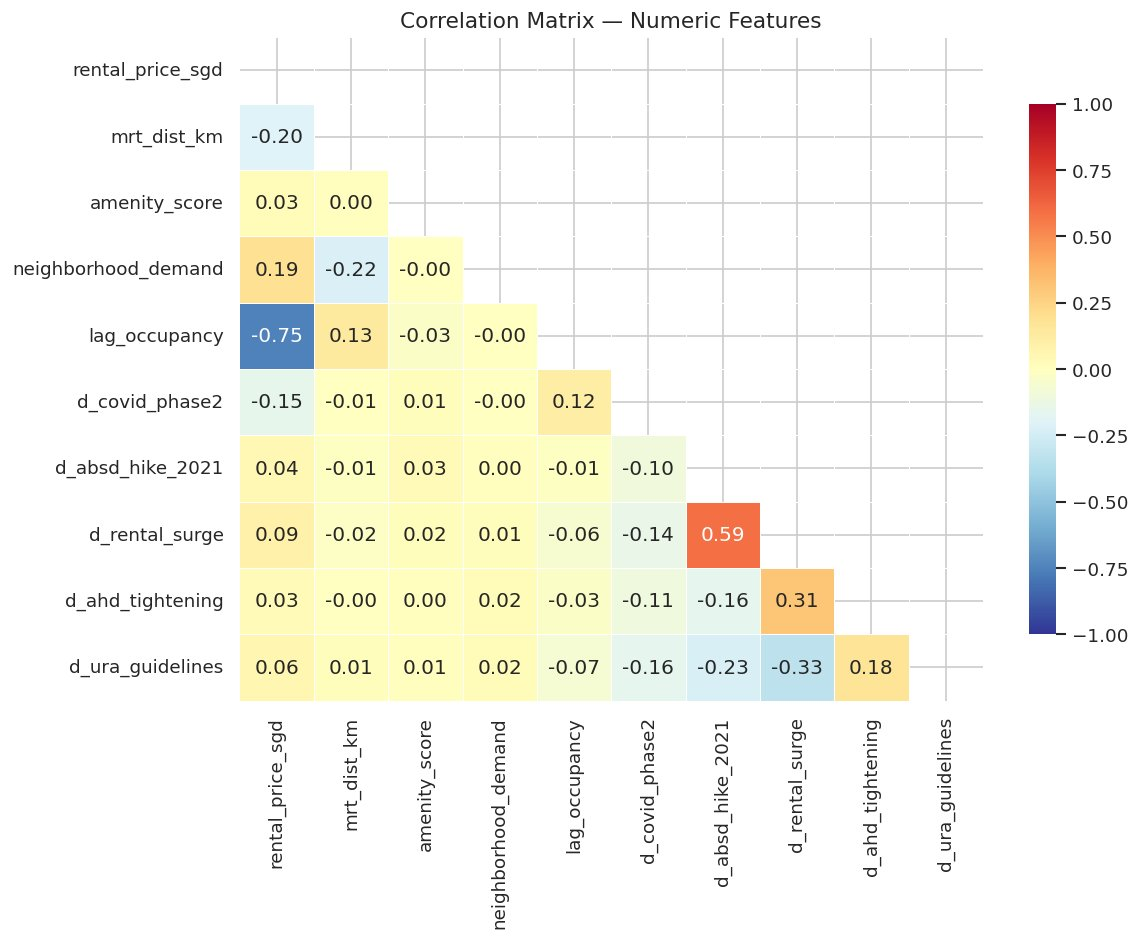 Correlation Matrix — Numeric Features
rental_price_sgd
mrt_dist_km -0.20
amenity_score 0.03 0.00
neighborhood_demand 0.19 -0.22 -0.00
lag_occupancy -0.75 0.13 -0.03 -0.00
d_covid_phase2 -0.15 -0.01 0.01 -0.00 0.12
d_absd_hike_2021 0.04 -0.01 0.03 0.00 -0.01 -0.10
d_rental_surge 0.09 -0.02 0.02 0.01 -0.06 -0.14 0.59
d_ahd_tightening 0.03 -0.00 0.00 0.02 -0.03 -0.11 -0.16 0.31
d_ura_guidelines 0.06 0.01 0.01 0.02 -0.07 -0.16 -0.23 -0.33 0.18
rental_price_sgd
mrt_dist_km
amenity_score
neighborhood_demand
lag_occupancy
d_covid_phase2
d_absd_hike_2021
d_rental_surge
d_ahd_tightening
d_ura_guidelines
1.00
0.75
0.50
0.25
0.00
−0.25
−0.50
−0.75
−1.00